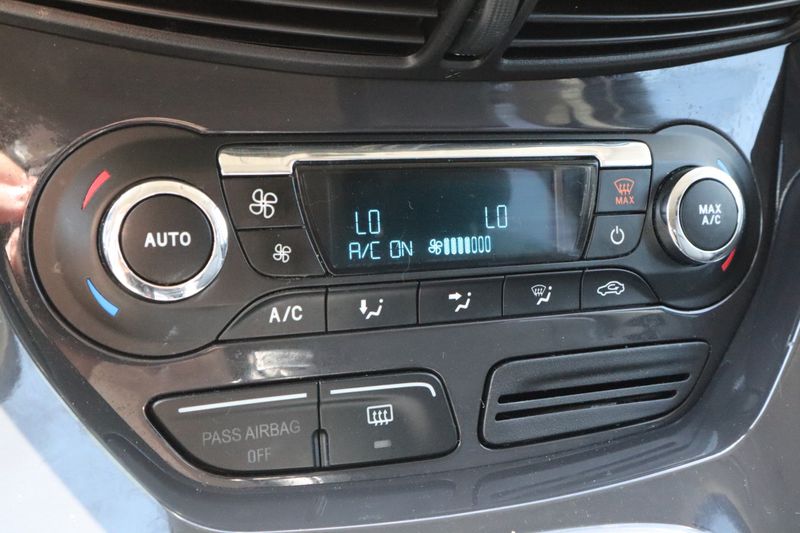 LO LO
A/C ON
MAX
AUTO
MAX
A/C
A/C
PASS AIRBAG
OFF